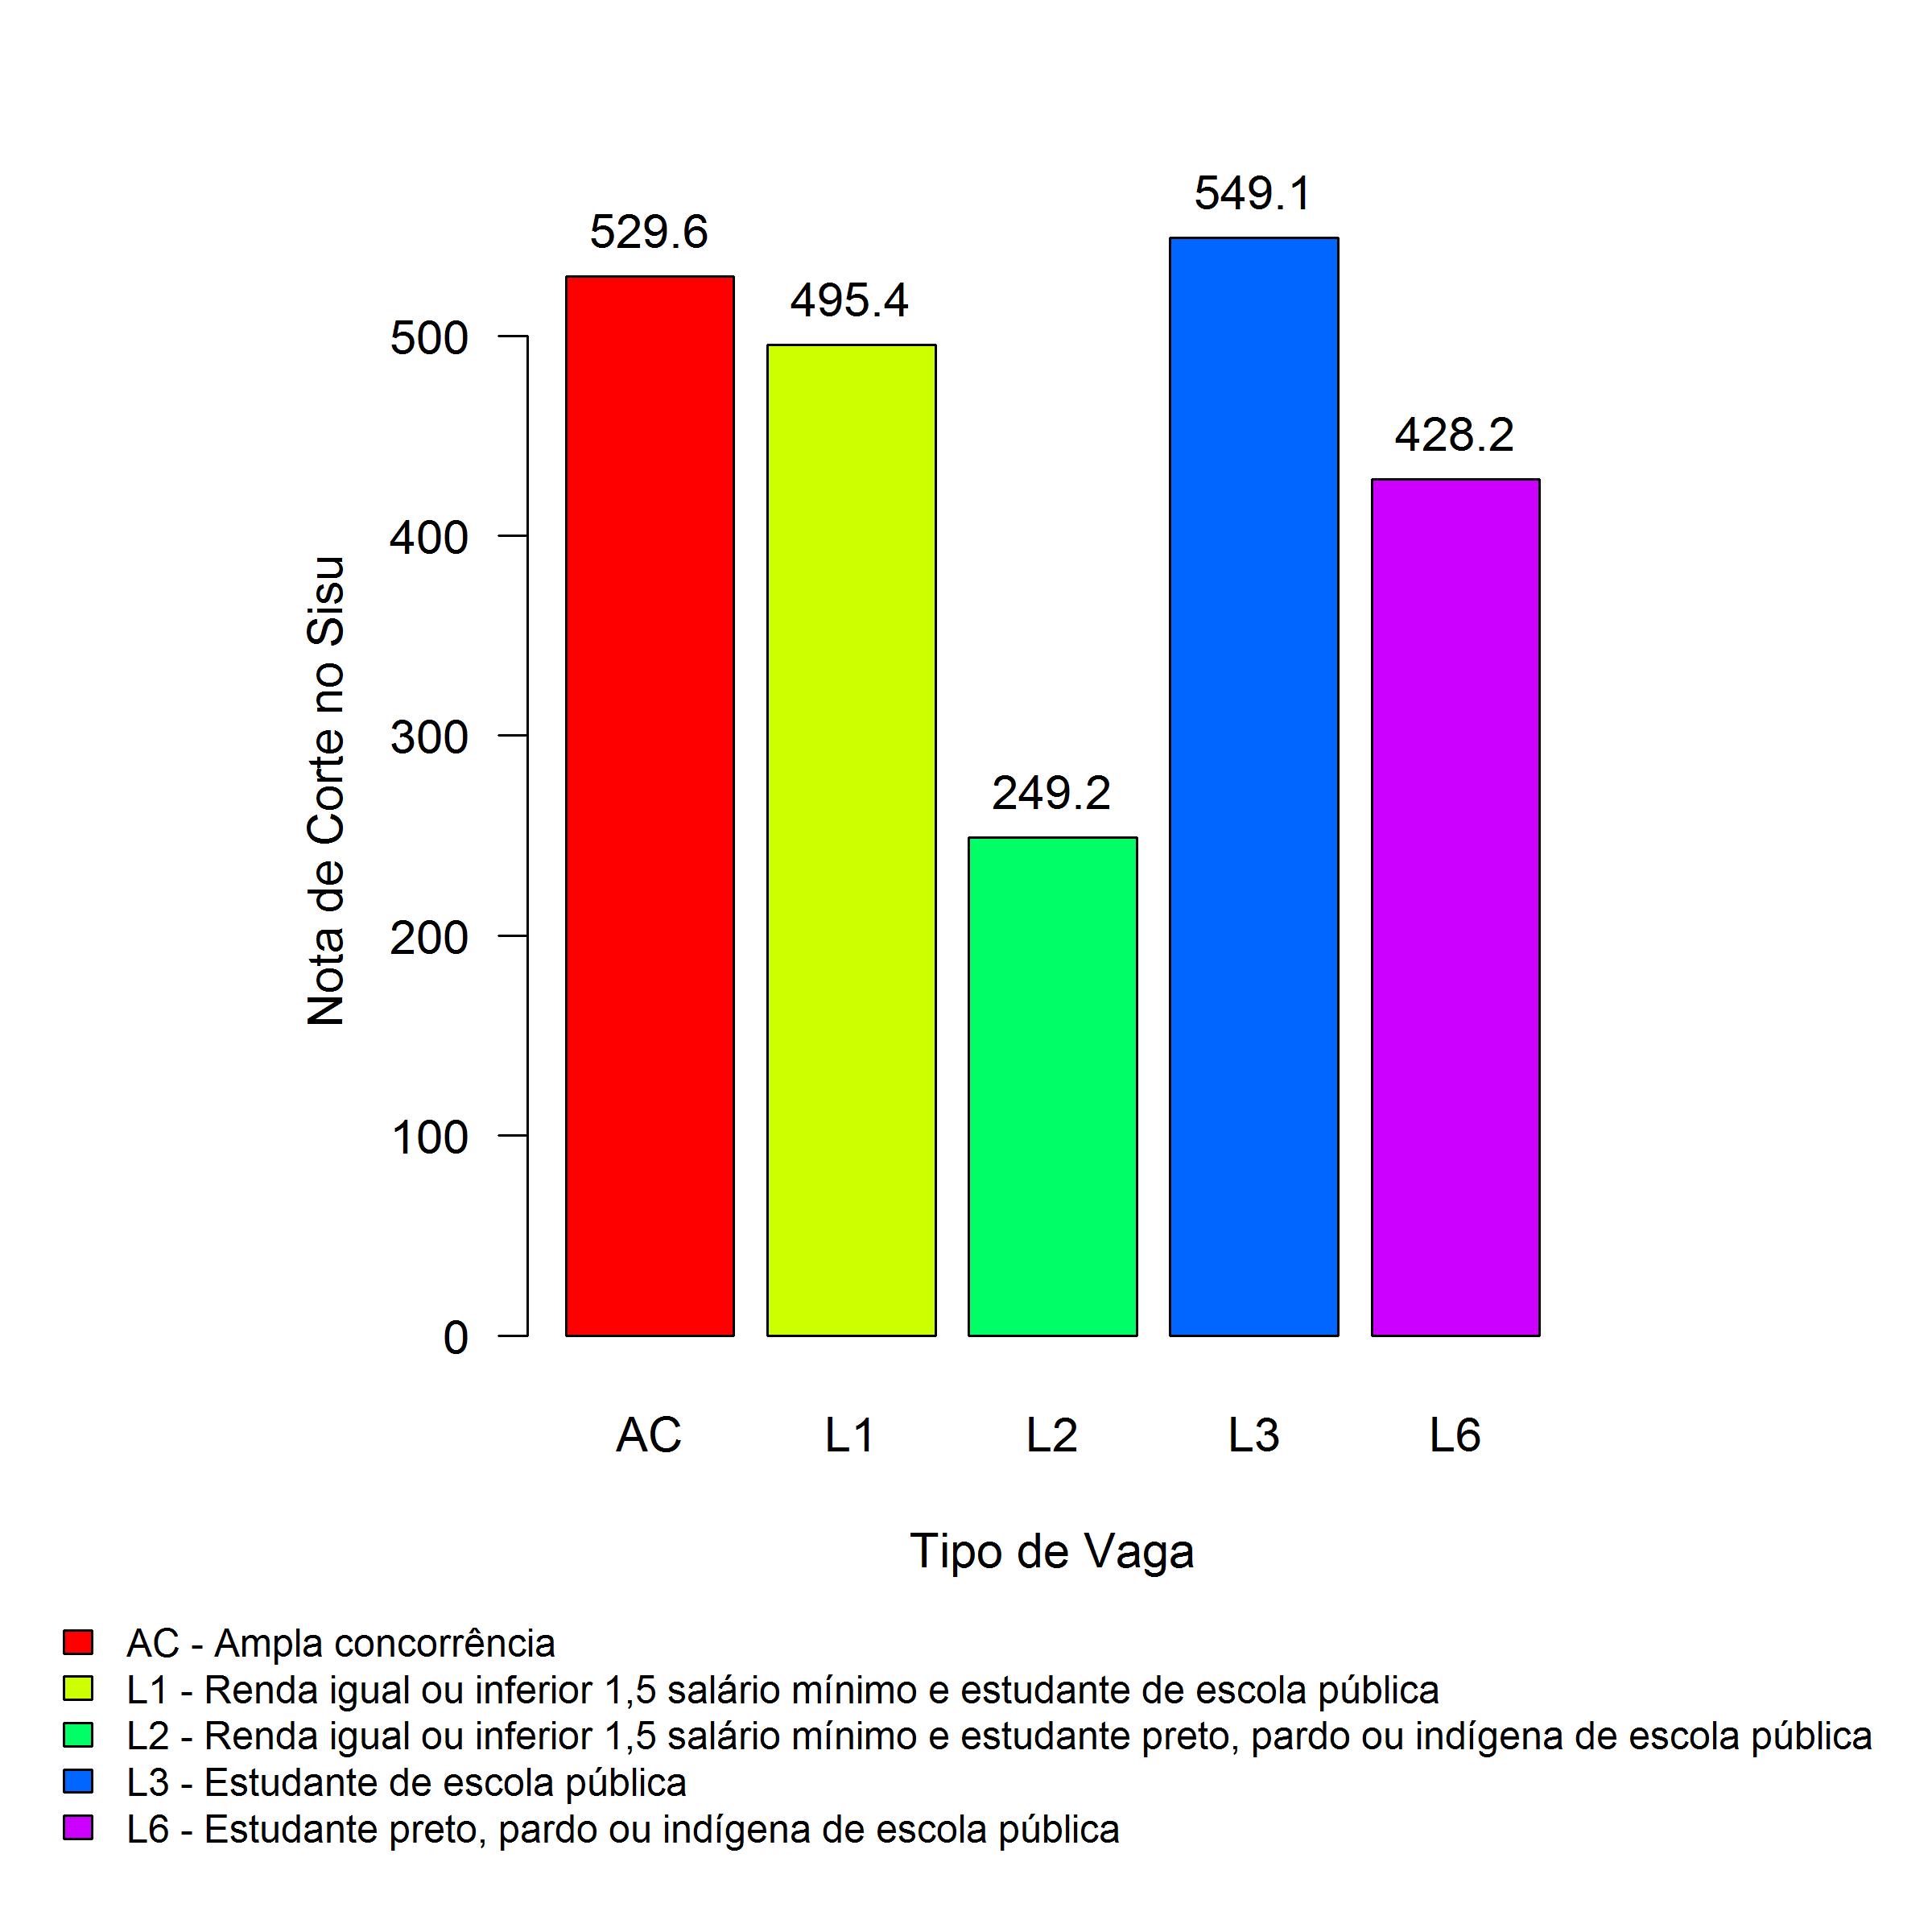 549.1
529.6
495.4
500
428.2
400
Nota de Corte no Sisu
300
249.2
200
100
0
AC L1 L2 L3 L6
Tipo de Vaga
AC - Ampla concorrência
L1 - Renda igual ou inferior 1,5 salário mínimo e estudante de escola pública
L2 - Renda igual ou inferior 1,5 salário mínimo e estudante preto, pardo ou indígena de escola pública
L3 - Estudante de escola pública
L6 - Estudante preto, pardo ou indígena de escola pública